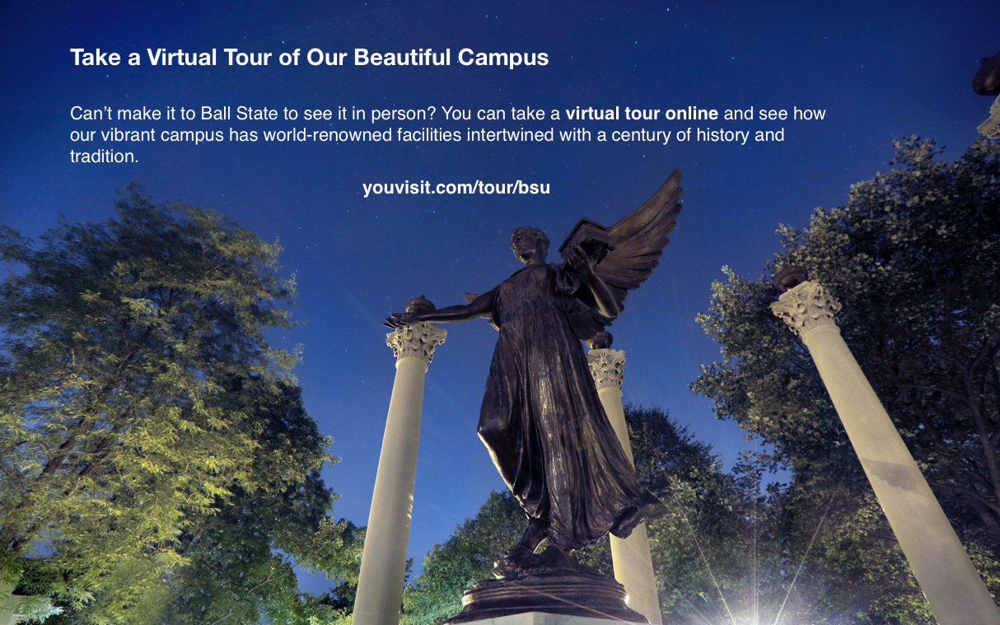 Take a Virtual Tour of Our Beautiful Campus
Can’t make it to Ball State to see it in person? You can take a virtual tour online and see how
our vibrant campus has world-renowned facilities intertwined with a century of history and
tradition.
youvisit.com/tour/bsu